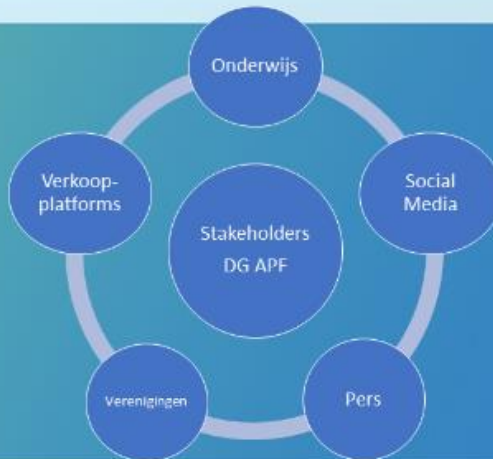 Onderwijs
Verkoop-
platforms
Social
Media
Stakeholders
DG APF
Verenigingen
Pers